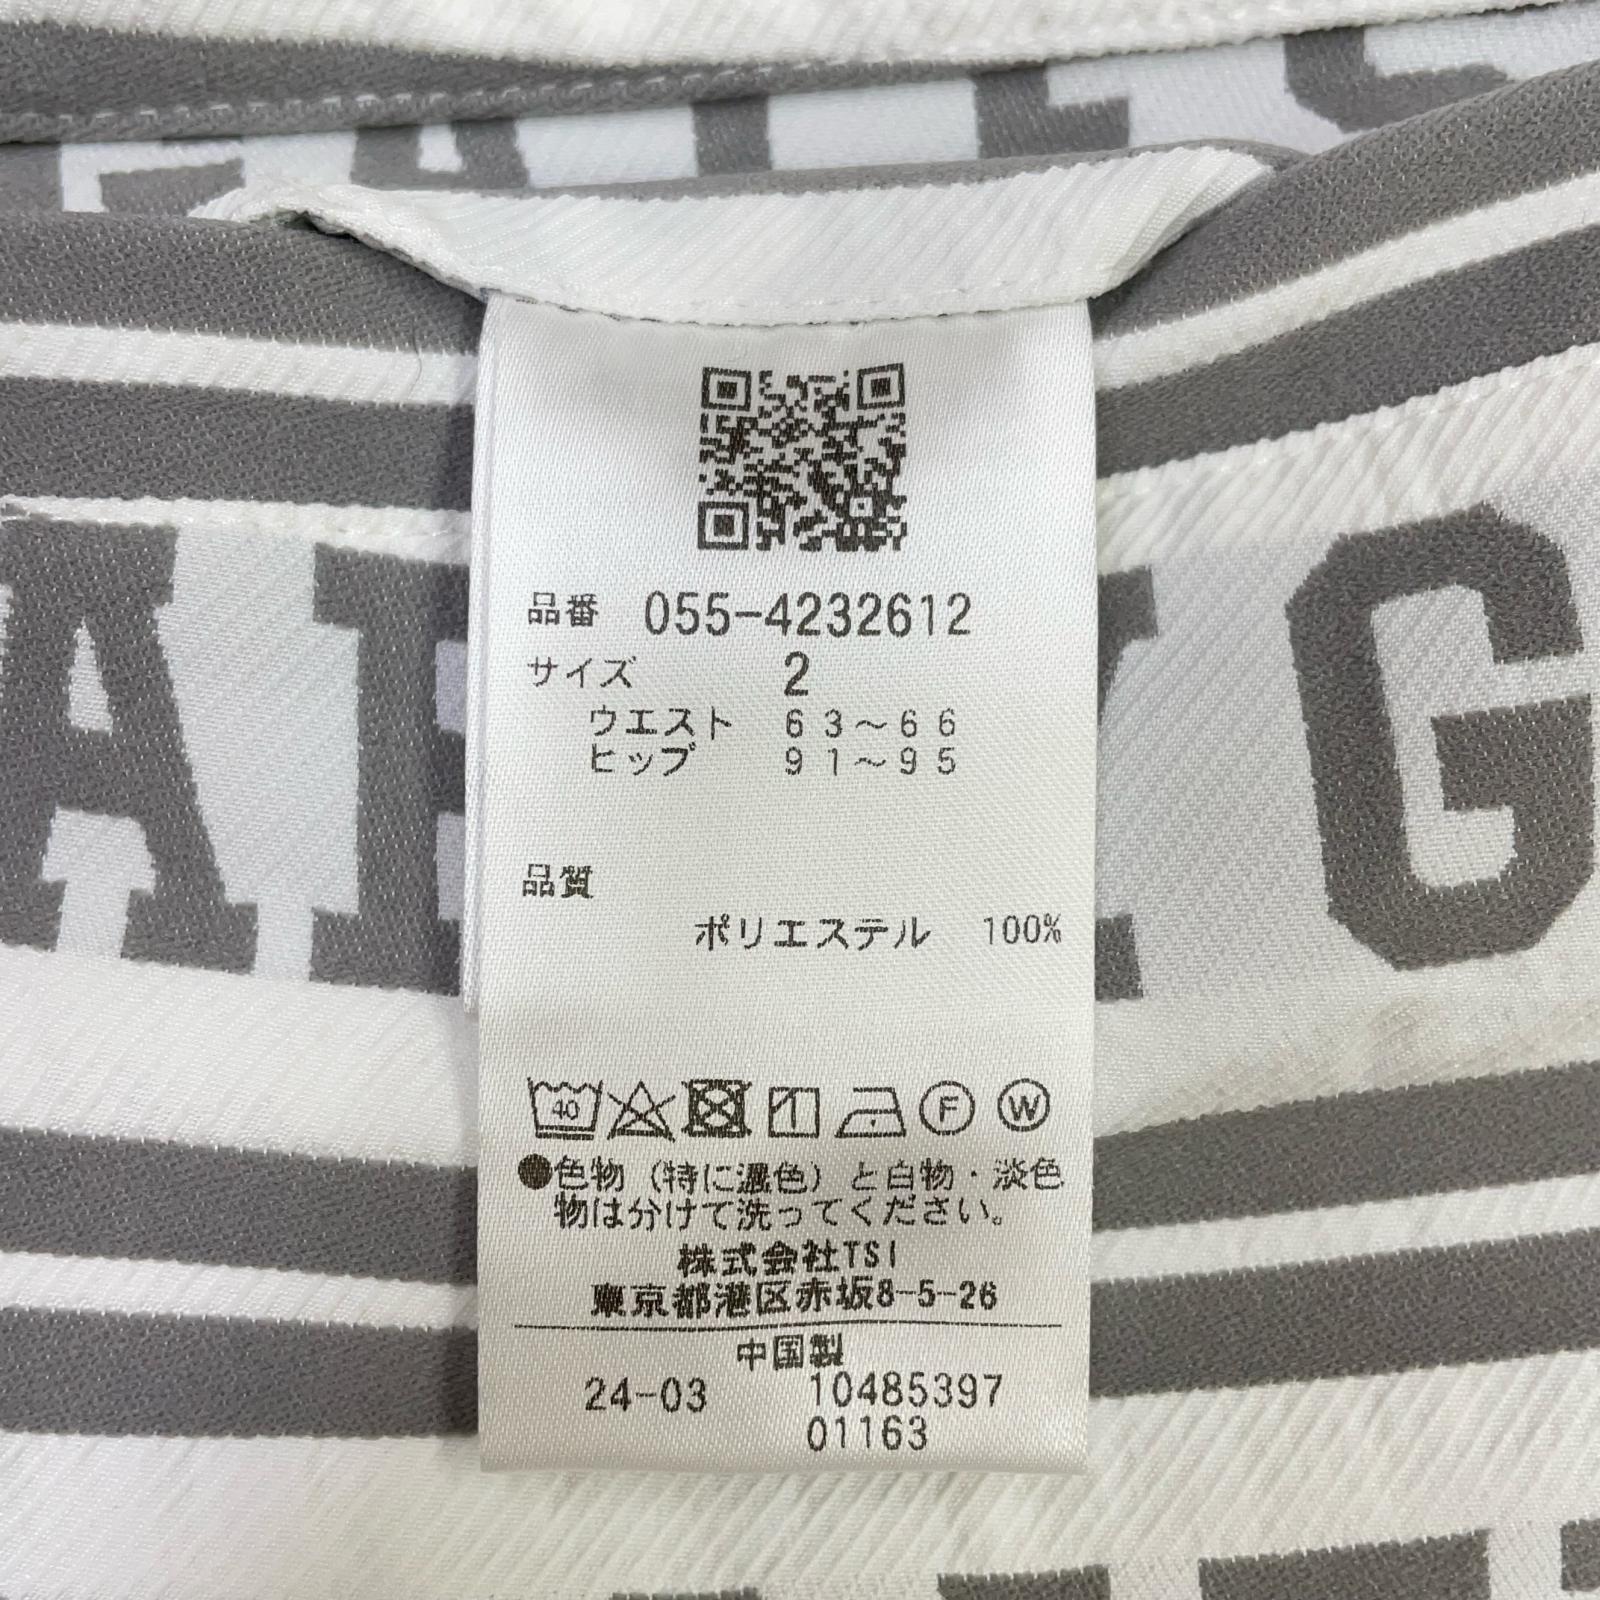 品番 055-4232612
サイズ 2
ウエスト 63～66
ヒップ 91～95
品質
ポリエステル 100%
40 F W
●色物（特に濃色）と白物・淡色
物は分けて洗ってください。
株式会社TSI
東京都港区赤坂8-5-26
中国製
24-03 10485397
01163
A
G